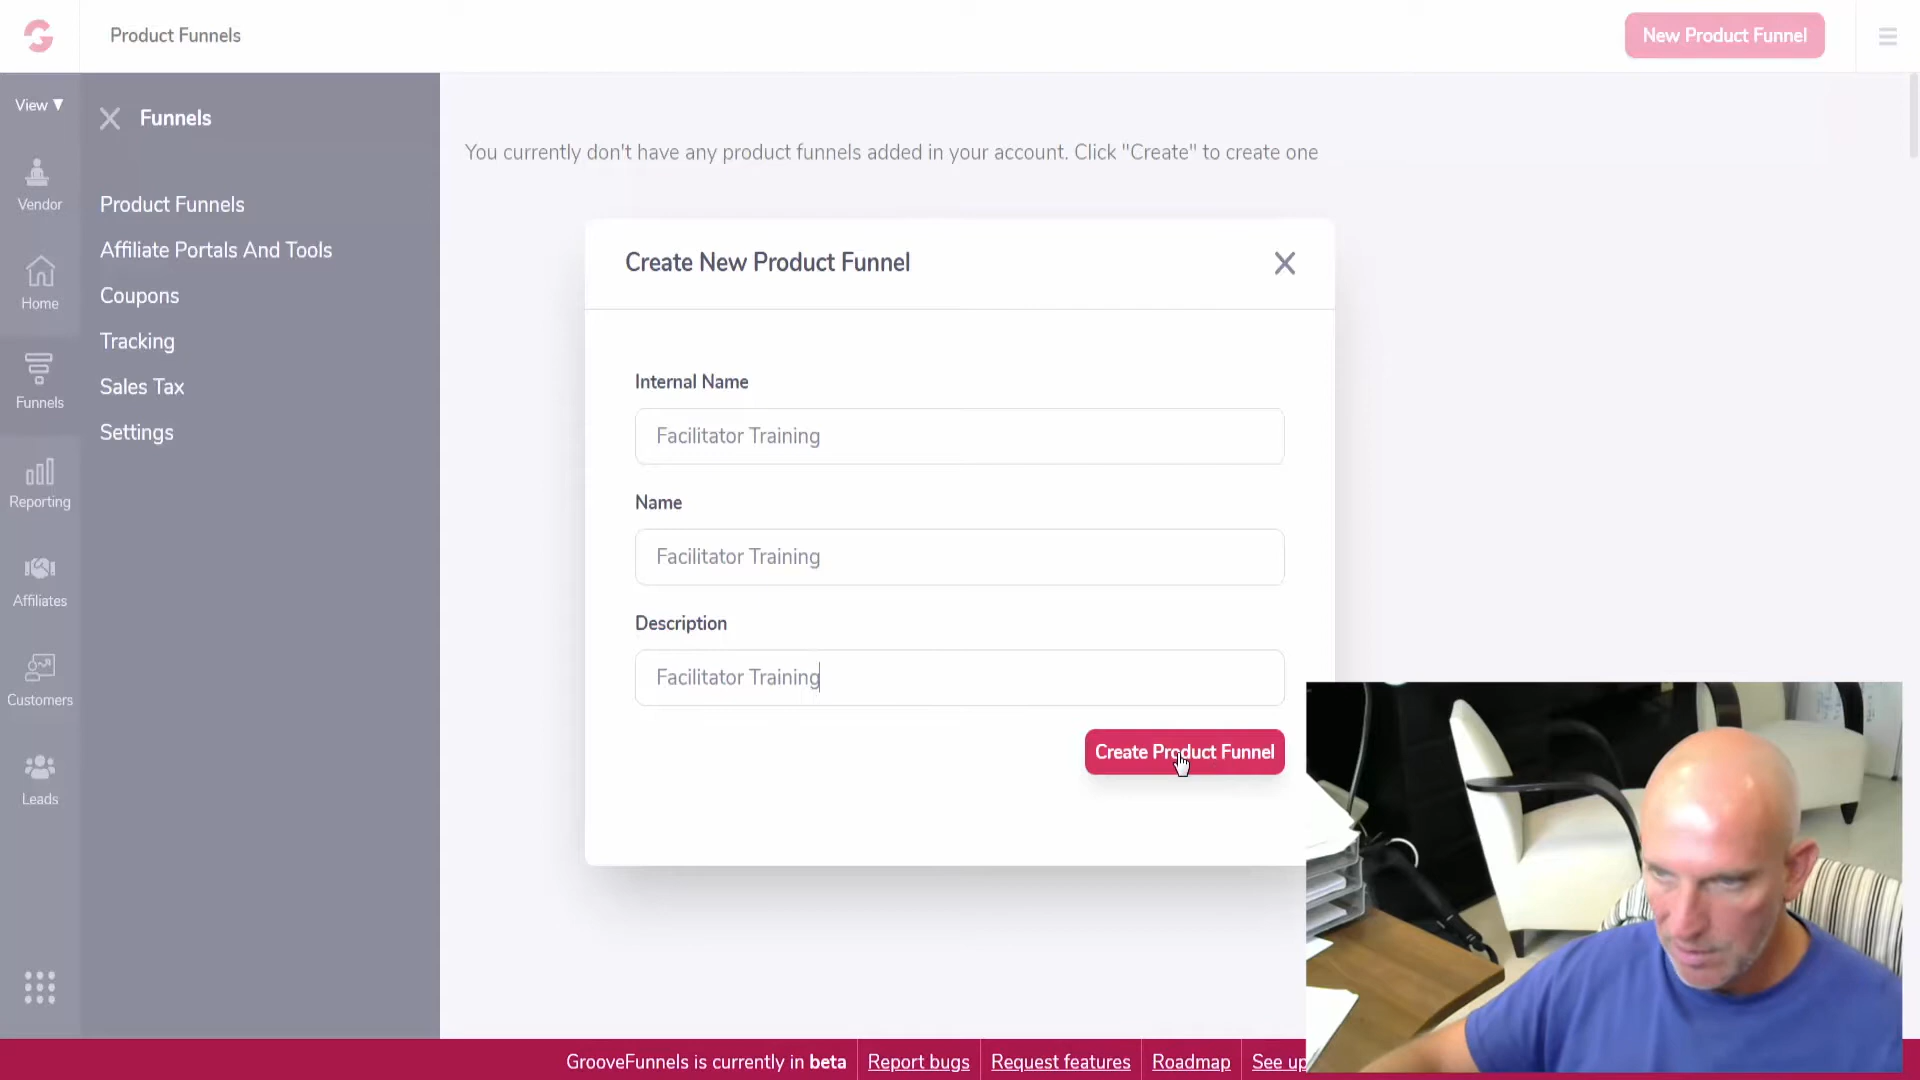 Product Funnels
New Product Funnel
View ▼
Funnels
You currently don't have any product funnels added in your account. Click "Create" to create one
Vendor
Product Funnels
Affiliate Portals And Tools
Home
Coupons
Tracking
Funnels
Sales Tax
Settings
Reporting
Affiliates
Customers
Leads
Create New Product Funnel
Internal Name
Facilitator Training
Name
Facilitator Training
Description
Facilitator Training
Create Product Funnel
GrooveFunnels is currently in beta
Report bugs
Request features
Roadmap
See up